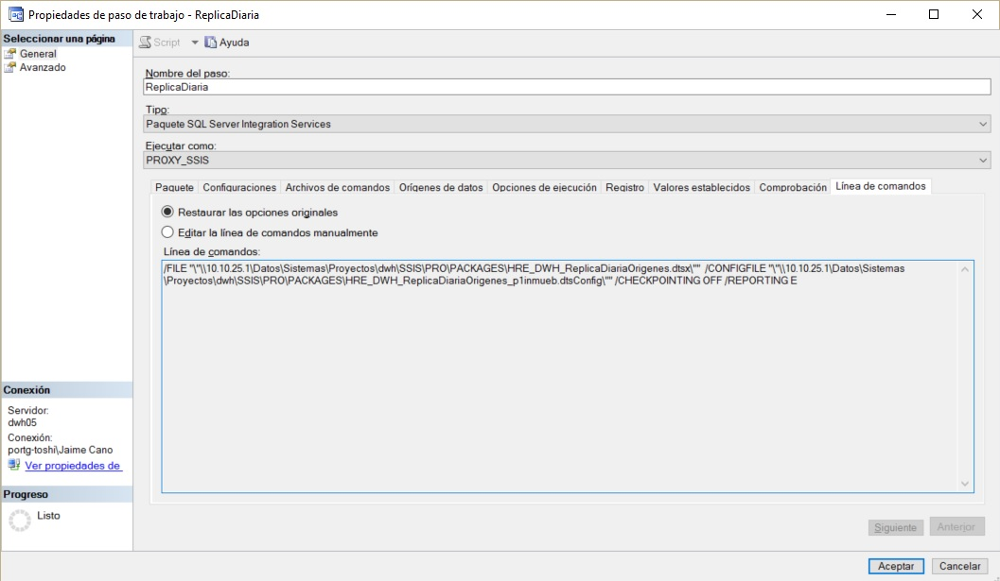 Propiedades de paso de trabajo - ReplicaDiaria
Seleccionar una página
General
Avanzado
Script
Ayuda
Nombre del paso:
ReplicaDiaria
Tipo:
Paquete SQL Server Integration Services
Ejecutar como:
PROXY_SSIS
Paquete Configuraciones Archivos de comandos Orígenes de datos Opciones de ejecución Registro Valores establecidos Comprobación Línea de comandos
Restaurar las opciones originales
Editar la línea de comandos manualmente
Línea de comandos:
/FILE "\"\\10.10.25.1\Datos\Sistemas\Proyectos\dwh\SSIS\PRO\PACKAGES\HRE_DWH_ReplicaDiariaOrigenes.dtsx\"" /CONFIGFILE "\"\\10.10.25.1\Datos\Sistemas
\Proyectos\dwh\SSIS\PRO\PACKAGES\HRE_DWH_ReplicaDiariaOrigenes_p1inmueb.dtsConfig\"" /CHECKPOINTING OFF /REPORTING E
Conexión
Servidor:
dwh05
Conexión:
portg-toshi\Jaime Cano
Ver propiedades de
Progreso
Listo
Siguiente Anterior
Aceptar Cancelar